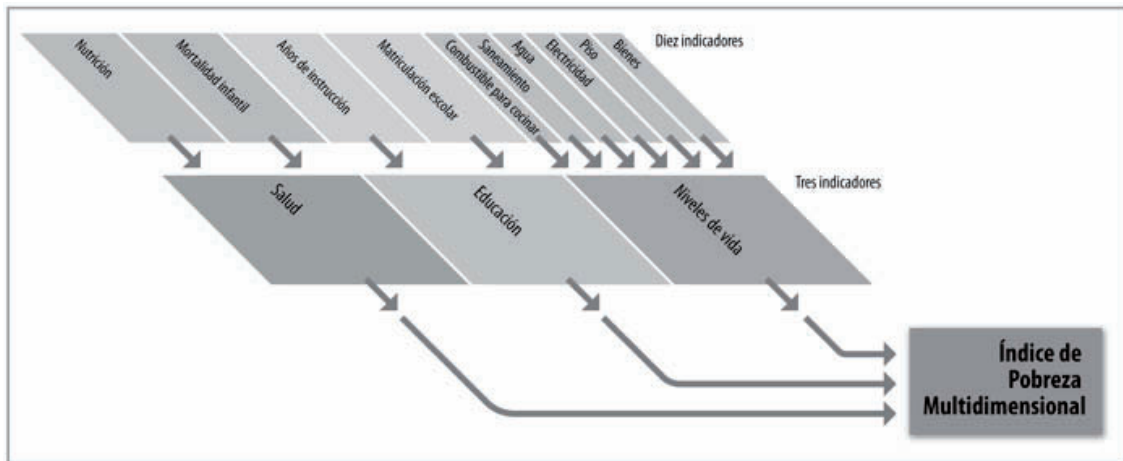 Nutrición
Mortalidad infantil
Años de instrucción
Matriculación escolar
Combustible para cocinar
Saneamiento
Agua
Electricidad
Piso
Bienes
Diez indicadores
Salud
Educación
Niveles de vida
Tres indicadores
Índice de
Pobreza
Multidimensional